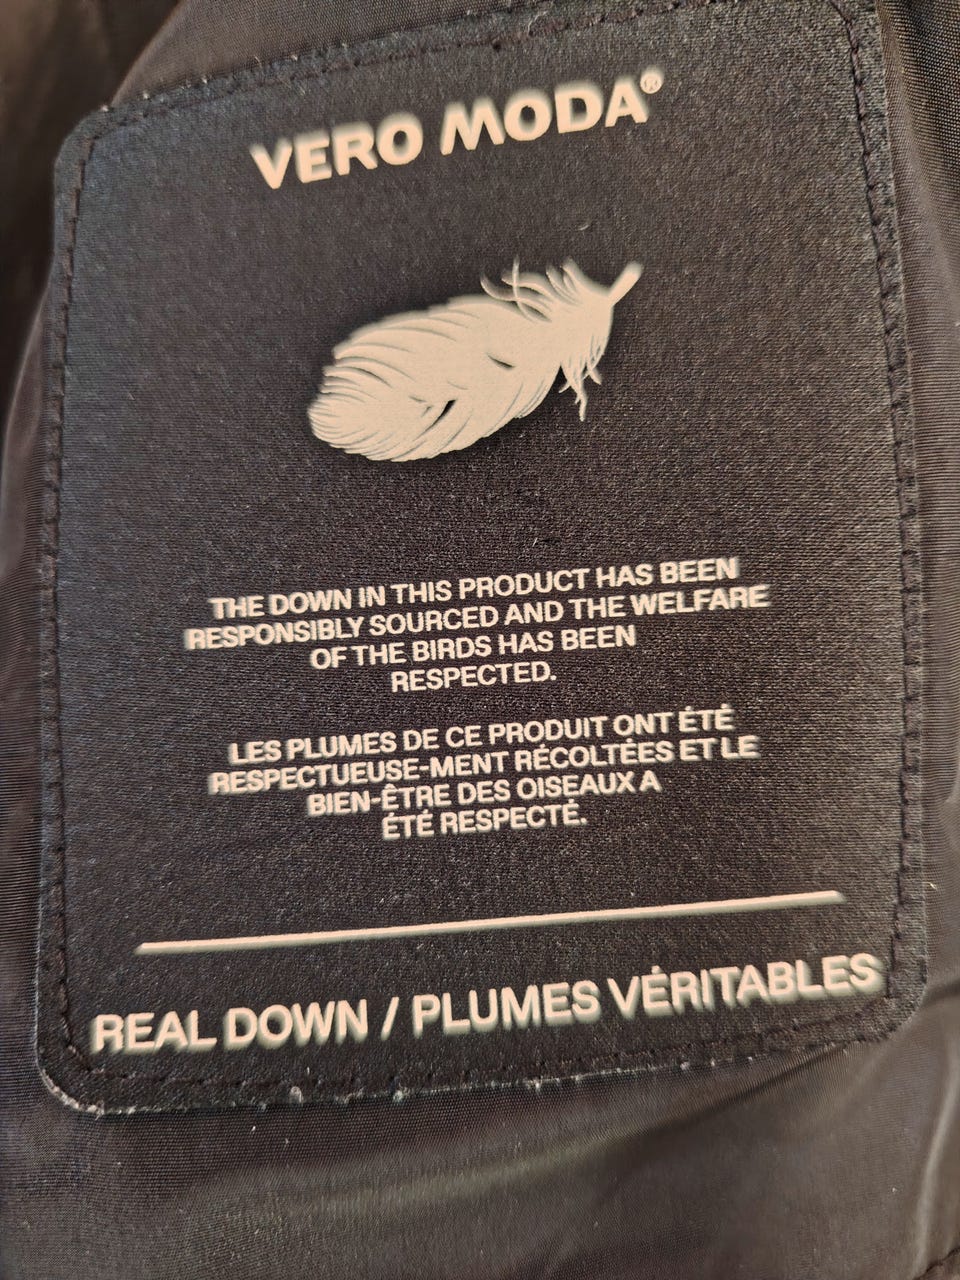 VERO MODA®
THE DOWN IN THIS PRODUCT HAS BEEN
RESPONSIBLY SOURCED AND THE WELFARE
OF THE BIRDS HAS BEEN
RESPECTED.
LES PLUMES DE CE PRODUIT ONT ÉTÉ
RESPECTUEUSE-MENT RÉCOLTÉES ET LE
BIEN-ÊTRE DES OISEAUX A
ÉTÉ RESPECTÉ.
REAL DOWN / PLUMES VÉRITABLES